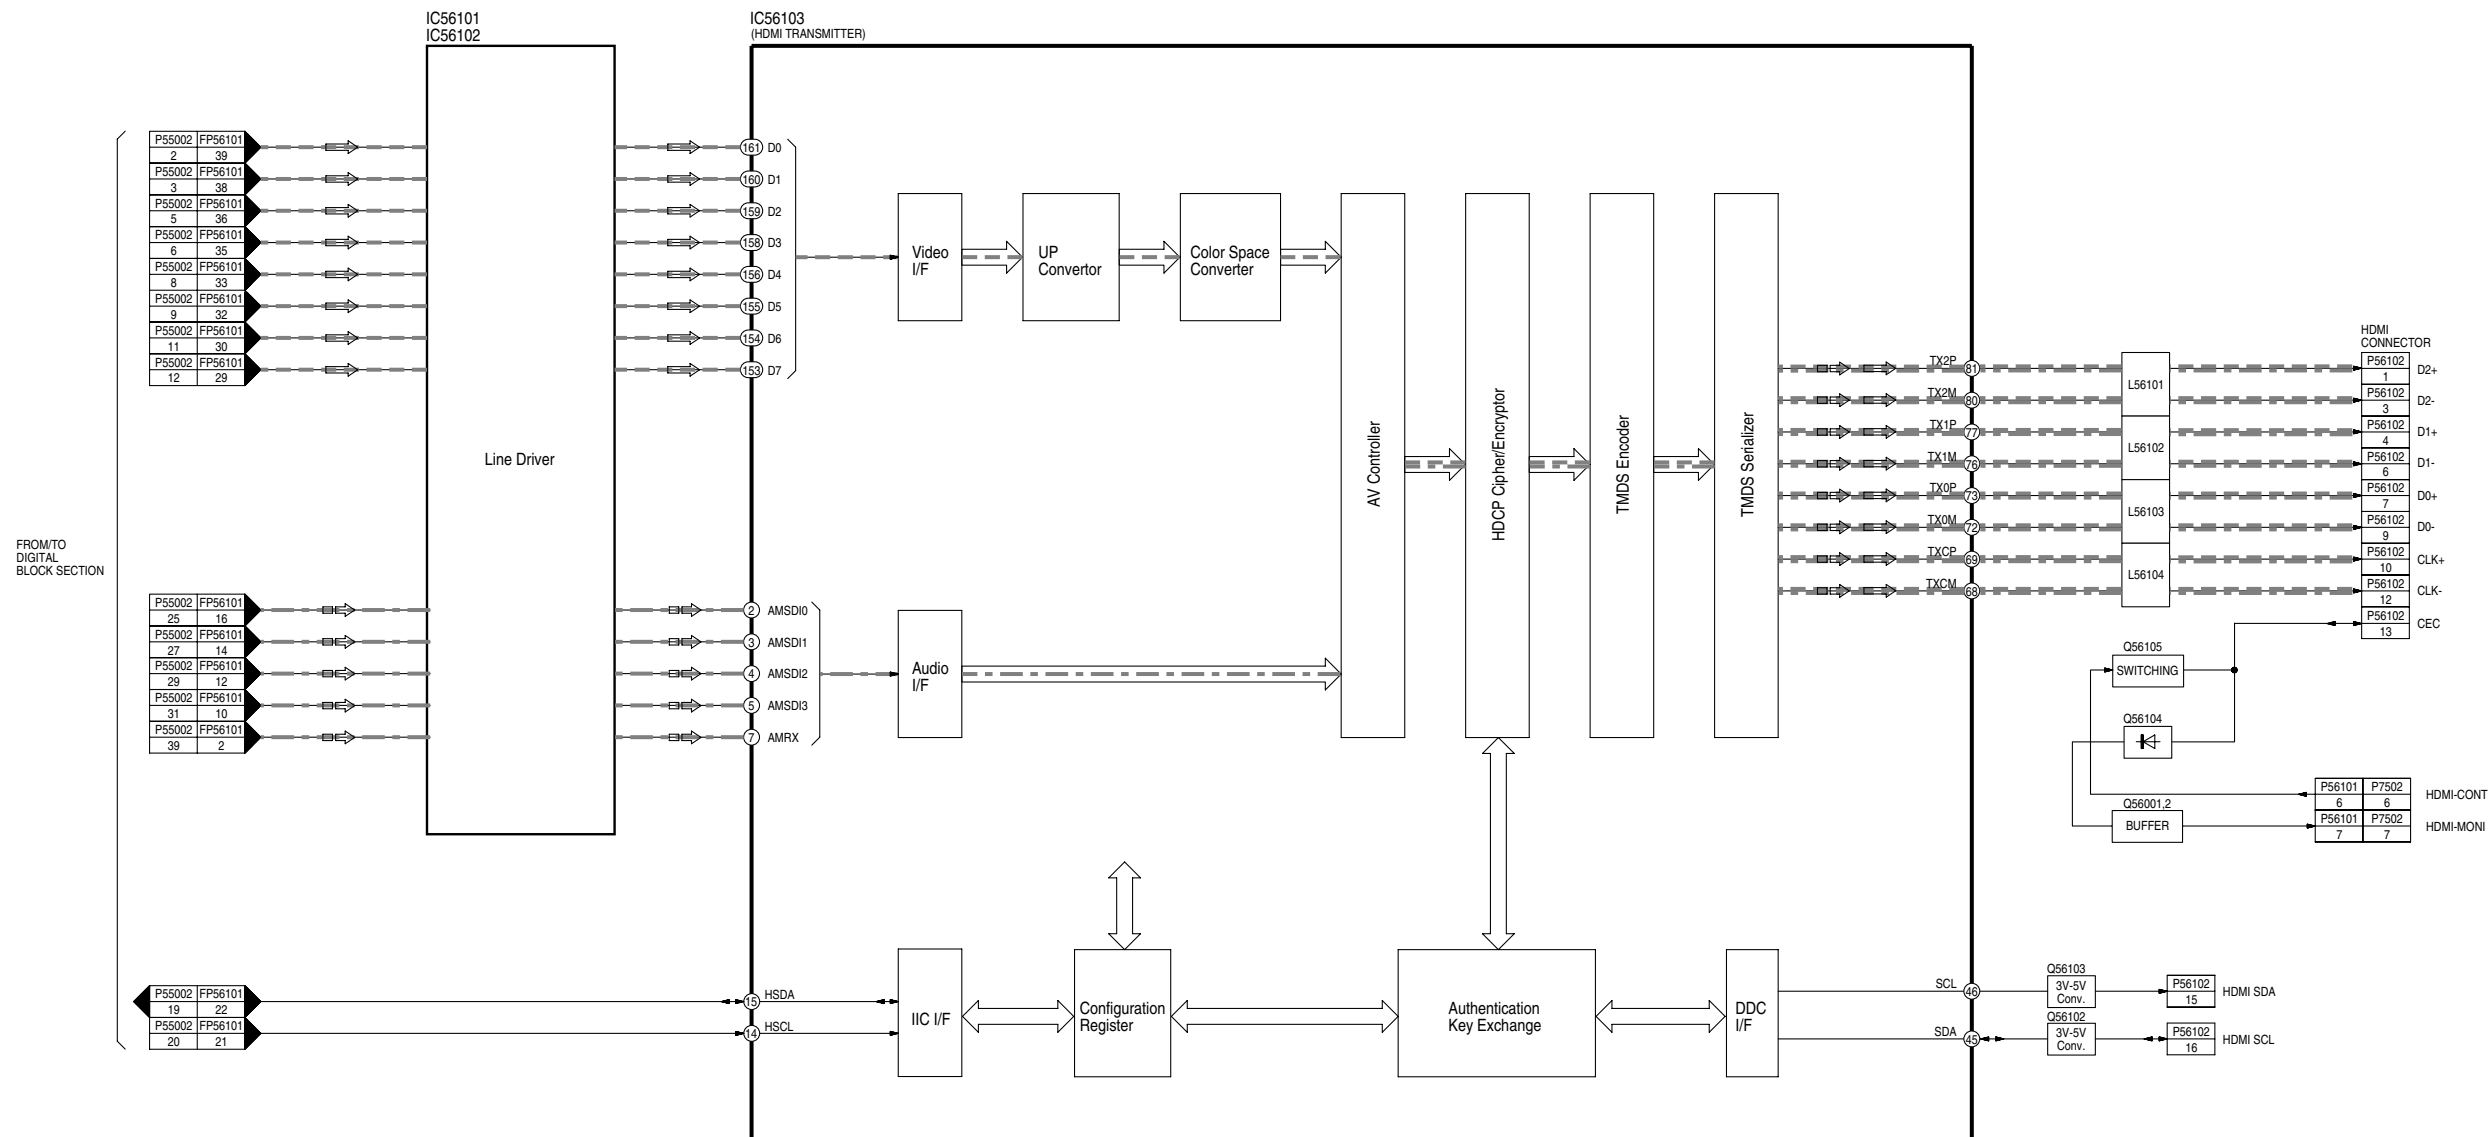 IC56101
IC56102
IC56103
(HDMI TRANSMITTER)
FROM/TO
DIGITAL
BLOCK SECTION
P55002 FP56101
2 39
P55002 FP56101
3 38
P55002 FP56101
5 36
P55002 FP56101
6 35
P55002 FP56101
8 33
P55002 FP56101
9 32
P55002 FP56101
11 30
P55002 FP56101
12 29
P55002 FP56101
25 16
P55002 FP56101
27 14
P55002 FP56101
29 12
P55002 FP56101
31 10
P55002 FP56101
39 2
P55002 FP56101
19 22
P55002 FP56101
20 21
Line Driver
161 D0
160 D1
159 D2
158 D3
156 D4
155 D5
154 D6
153 D7
2 AMSDI0
3 AMSDI1
4 AMSDI2
5 AMSDI3
7 AMRX
15 HSDA
14 HSCL
Video
I/F
UP
Convertor
Color Space
Converter
Audio
I/F
AV Controller
HDCP Cipher/Encryptor
TMDS Encoder
TMDS Serializer
IIC I/F
Configuration
Register
Authentication
Key Exchange
DDC
I/F
TX2P 81
TX2M 80
TX1P 77
TX1M 76
TX0P 73
TX0M 72
TXCP 69
TXCM 68
SCL 46
SDA 45
L56101
L56102
L56103
L56104
HDMI
CONNECTOR
P56102
1 D2+
P56102
3 D2-
P56102
4 D1+
P56102
6 D1-
P56102
7 D0+
P56102
9 D0-
P56102
10 CLK+
P56102
12 CLK-
P56102
13 CEC
Q56105
SWITCHING
Q56104
Q56001,2
BUFFER
P56101 P7502
6 6 HDMI-CONT
P56101 P7502
7 7 HDMI-MONI
Q56103
3V-5V
Conv.
P56102
15 HDMI SDA
Q56102
3V-5V
Conv.
P56102
16 HDMI SCL